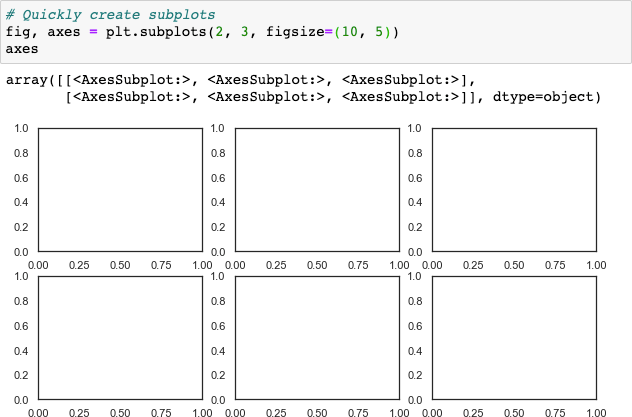 # Quickly create subplots
fig, axes = plt.subplots(2, 3, figsize=(10, 5))
axes
array([[<AxesSubplot:>, <AxesSubplot:>, <AxesSubplot:>],
       [<AxesSubplot:>, <AxesSubplot:>, <AxesSubplot:>]], dtype=object)
1.0 1.0 1.0
0.8 0.8 0.8
0.6 0.6 0.6
0.4 0.4 0.4
0.2 0.2 0.2
0.0 0.0 0.0
0.00 0.25 0.50 0.75 1.00 0.00 0.25 0.50 0.75 1.00 0.00 0.25 0.50 0.75 1.00
1.0 1.0 1.0
0.8 0.8 0.8
0.6 0.6 0.6
0.4 0.4 0.4
0.2 0.2 0.2
0.0 0.0 0.0
0.00 0.25 0.50 0.75 1.00 0.00 0.25 0.50 0.75 1.00 0.00 0.25 0.50 0.75 1.00